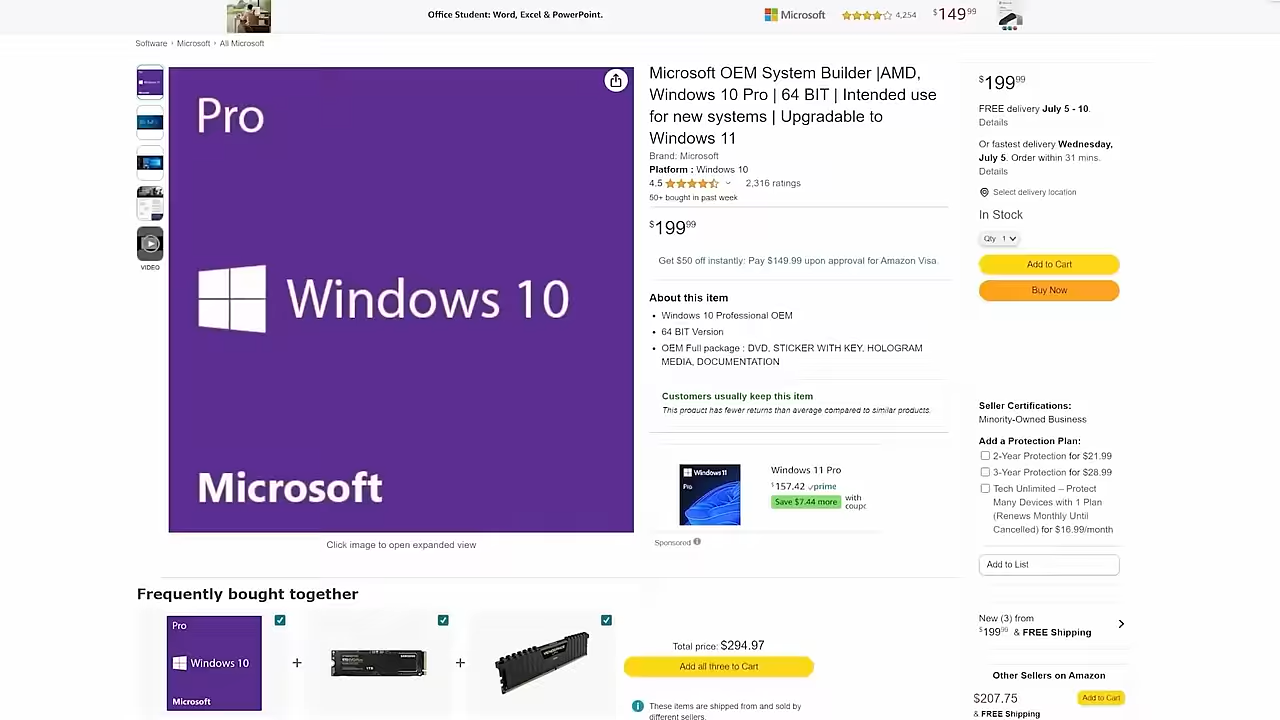 Office Student: Word, Excel & PowerPoint.
Microsoft
4,254
$149⁹⁹
Software › Microsoft › All Microsoft
Pro
Windows 10
Microsoft
VIDEO
Click image to open expanded view
Microsoft OEM System Builder |AMD,
Windows 10 Pro | 64 BIT | Intended use
for new systems | Upgradable to
Windows 11
Brand: Microsoft
Platform : Windows 10
4.5
2,316 ratings
50+ bought in past week
$199⁹⁹
Get $50 off instantly: Pay $149.99 upon approval for Amazon Visa
About this item
• Windows 10 Professional OEM
• 64 BIT Version
• OEM Full package : DVD, STICKER WITH KEY, HOLOGRAM
MEDIA, DOCUMENTATION
Customers usually keep this item
This product has fewer returns than average compared to similar products.
Windows 11
Pro
Windows 11 Pro
$157.42 prime
Save $7.44 more with
coupc
Sponsored
$199⁹⁹
FREE delivery July 5 - 10.
Details
Or fastest delivery Wednesday,
July 5. Order within 31 mins.
Details
Select delivery location
In Stock
Qty 1
Add to Cart
Buy Now
Seller Certifications:
Minority-Owned Business
Add a Protection Plan:
2-Year Protection for $21.99
3-Year Protection for $28.99
Tech Unlimited – Protect
Many Devices with 1 Plan
(Renews Monthly Until
Cancelled) for $16.99/month
Add to List
New (3) from
$199⁹⁹ & FREE Shipping
Other Sellers on Amazon
$207.75
Add to Cart
& FREE Shipping
Frequently bought together
Pro
Windows 10
Microsoft
+
+
Total price: $294.97
Add all three to Cart
These items are shipped from and sold by
different sellers.